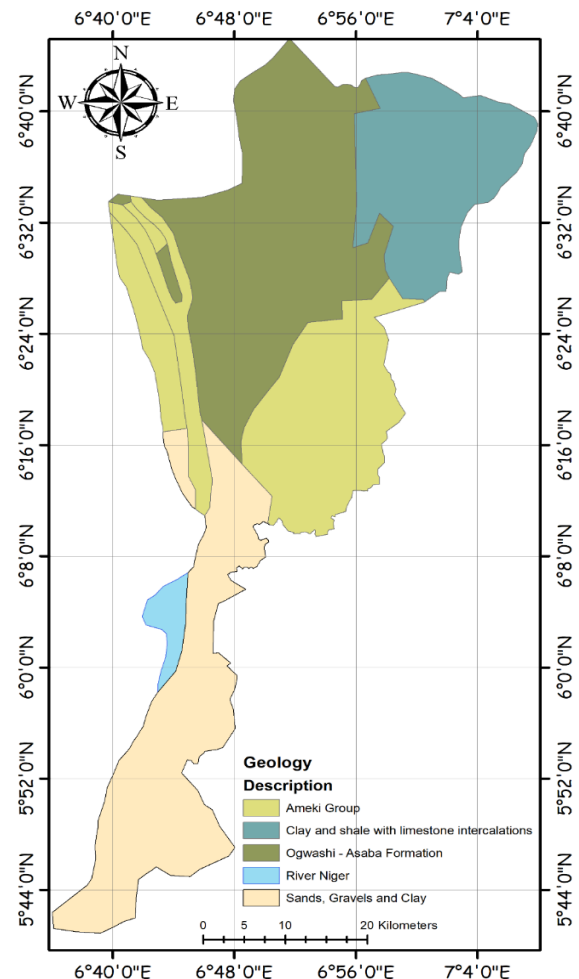 6°40'0"E 6°48'0"E 6°56'0"E 7°4'0"E
N
W E
S
6°40'0"N 6°40'0"N
6°32'0"N 6°32'0"N
6°24'0"N 6°24'0"N
6°16'0"N 6°16'0"N
6°8'0"N 6°8'0"N
6°0'0"N 6°0'0"N
5°52'0"N 5°52'0"N
5°44'0"N 5°44'0"N
Geology
Description
Ameki Group
Clay and shale with limestone intercalations
Ogwashi - Asaba Formation
River Niger
Sands, Gravels and Clay
0 5 10 20 Kilometers
6°40'0"E 6°48'0"E 6°56'0"E 7°4'0"E